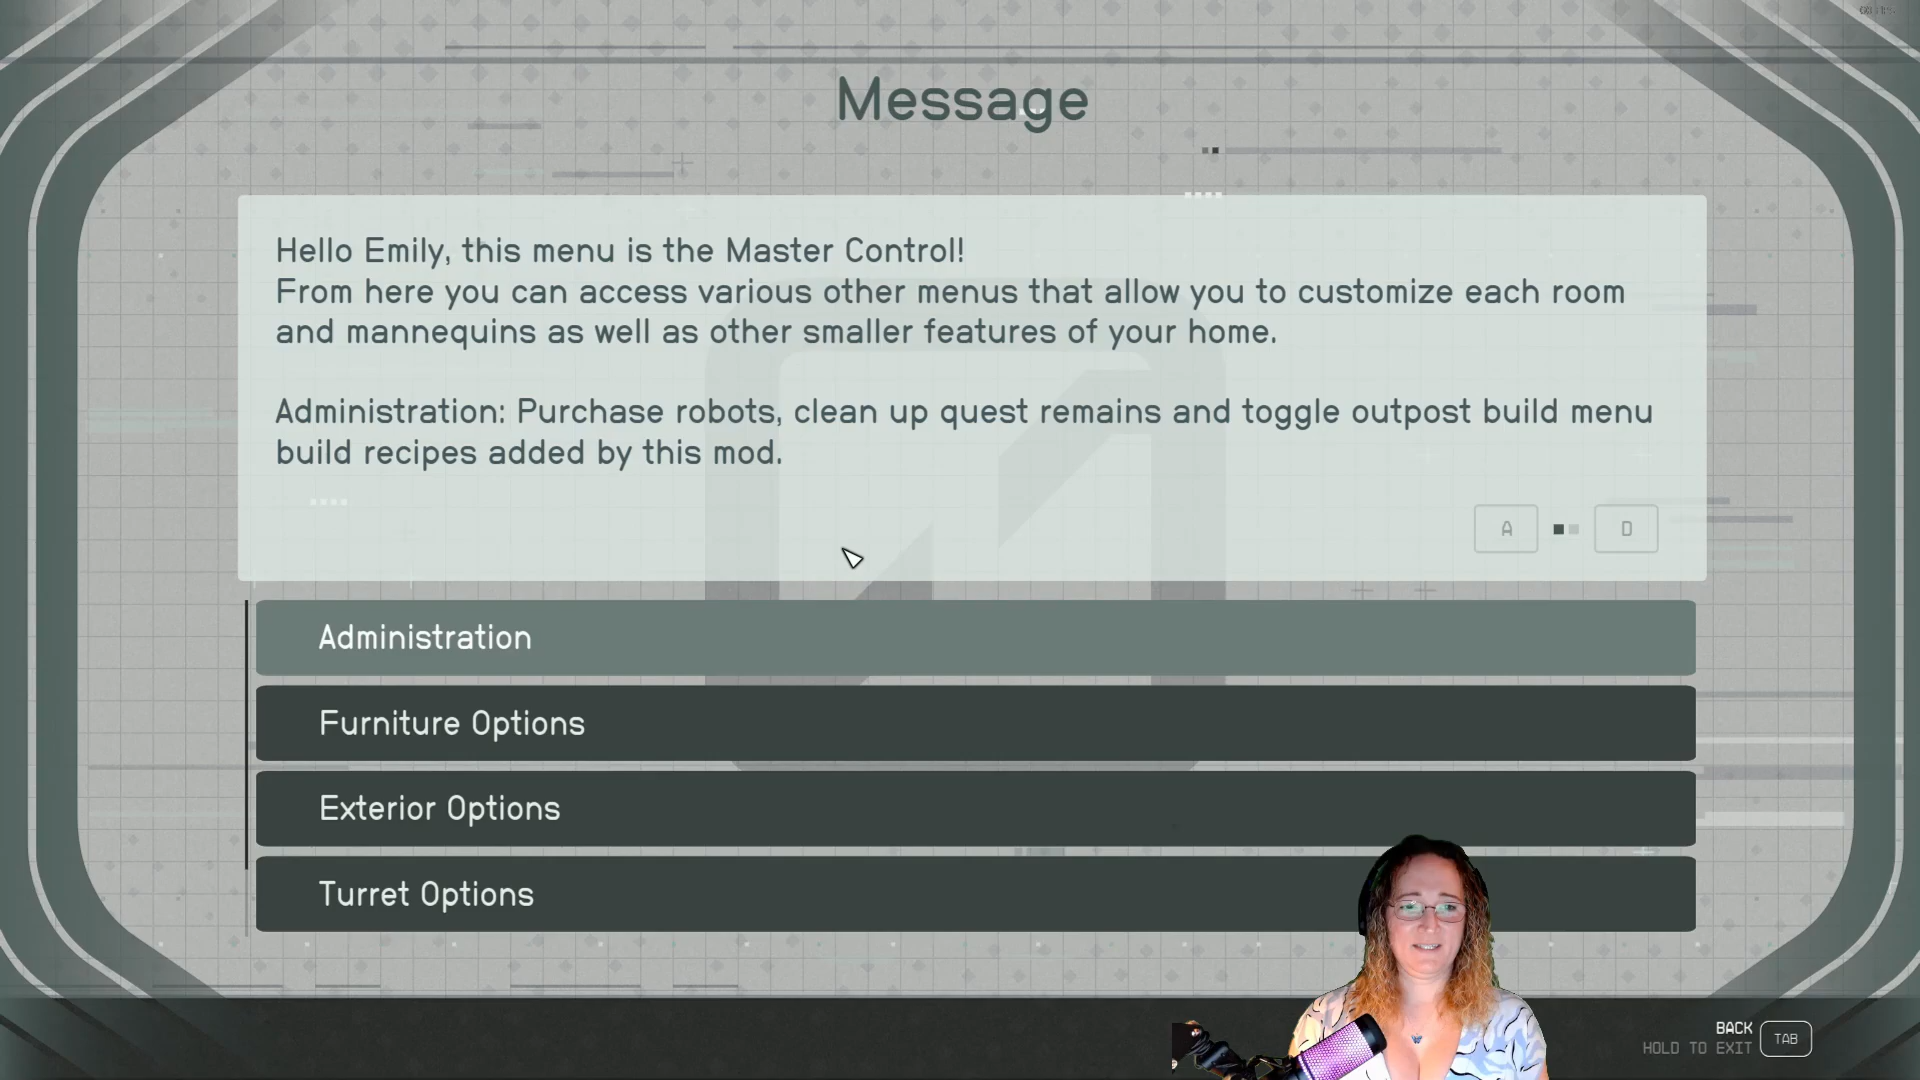 Message
Hello Emily, this menu is the Master Control!
From here you can access various other menus that allow you to customize each room
and mannequins as well as other smaller features of your home.
Administration: Purchase robots, clean up quest remains and toggle outpost build menu
build recipes added by this mod.
A
D
Administration
Furniture Options
Exterior Options
Turret Options
BACK
HOLD TO EXIT
TAB